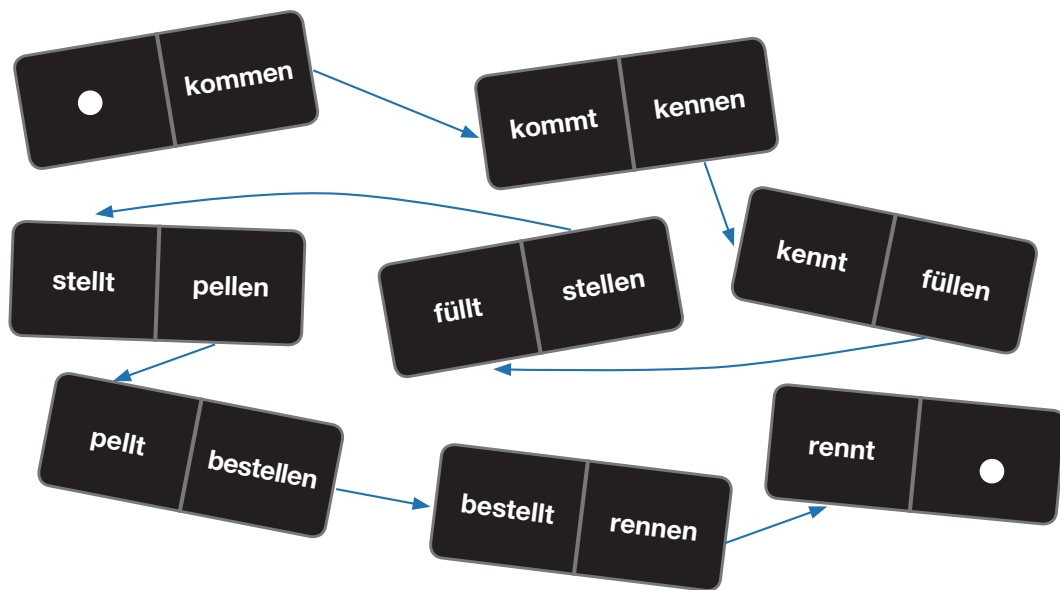 kommen
kommt
kennen
kennt
füllen
füllt
stellen
stellt
pellen
pellt
bestellen
bestellt
rennen
rennt